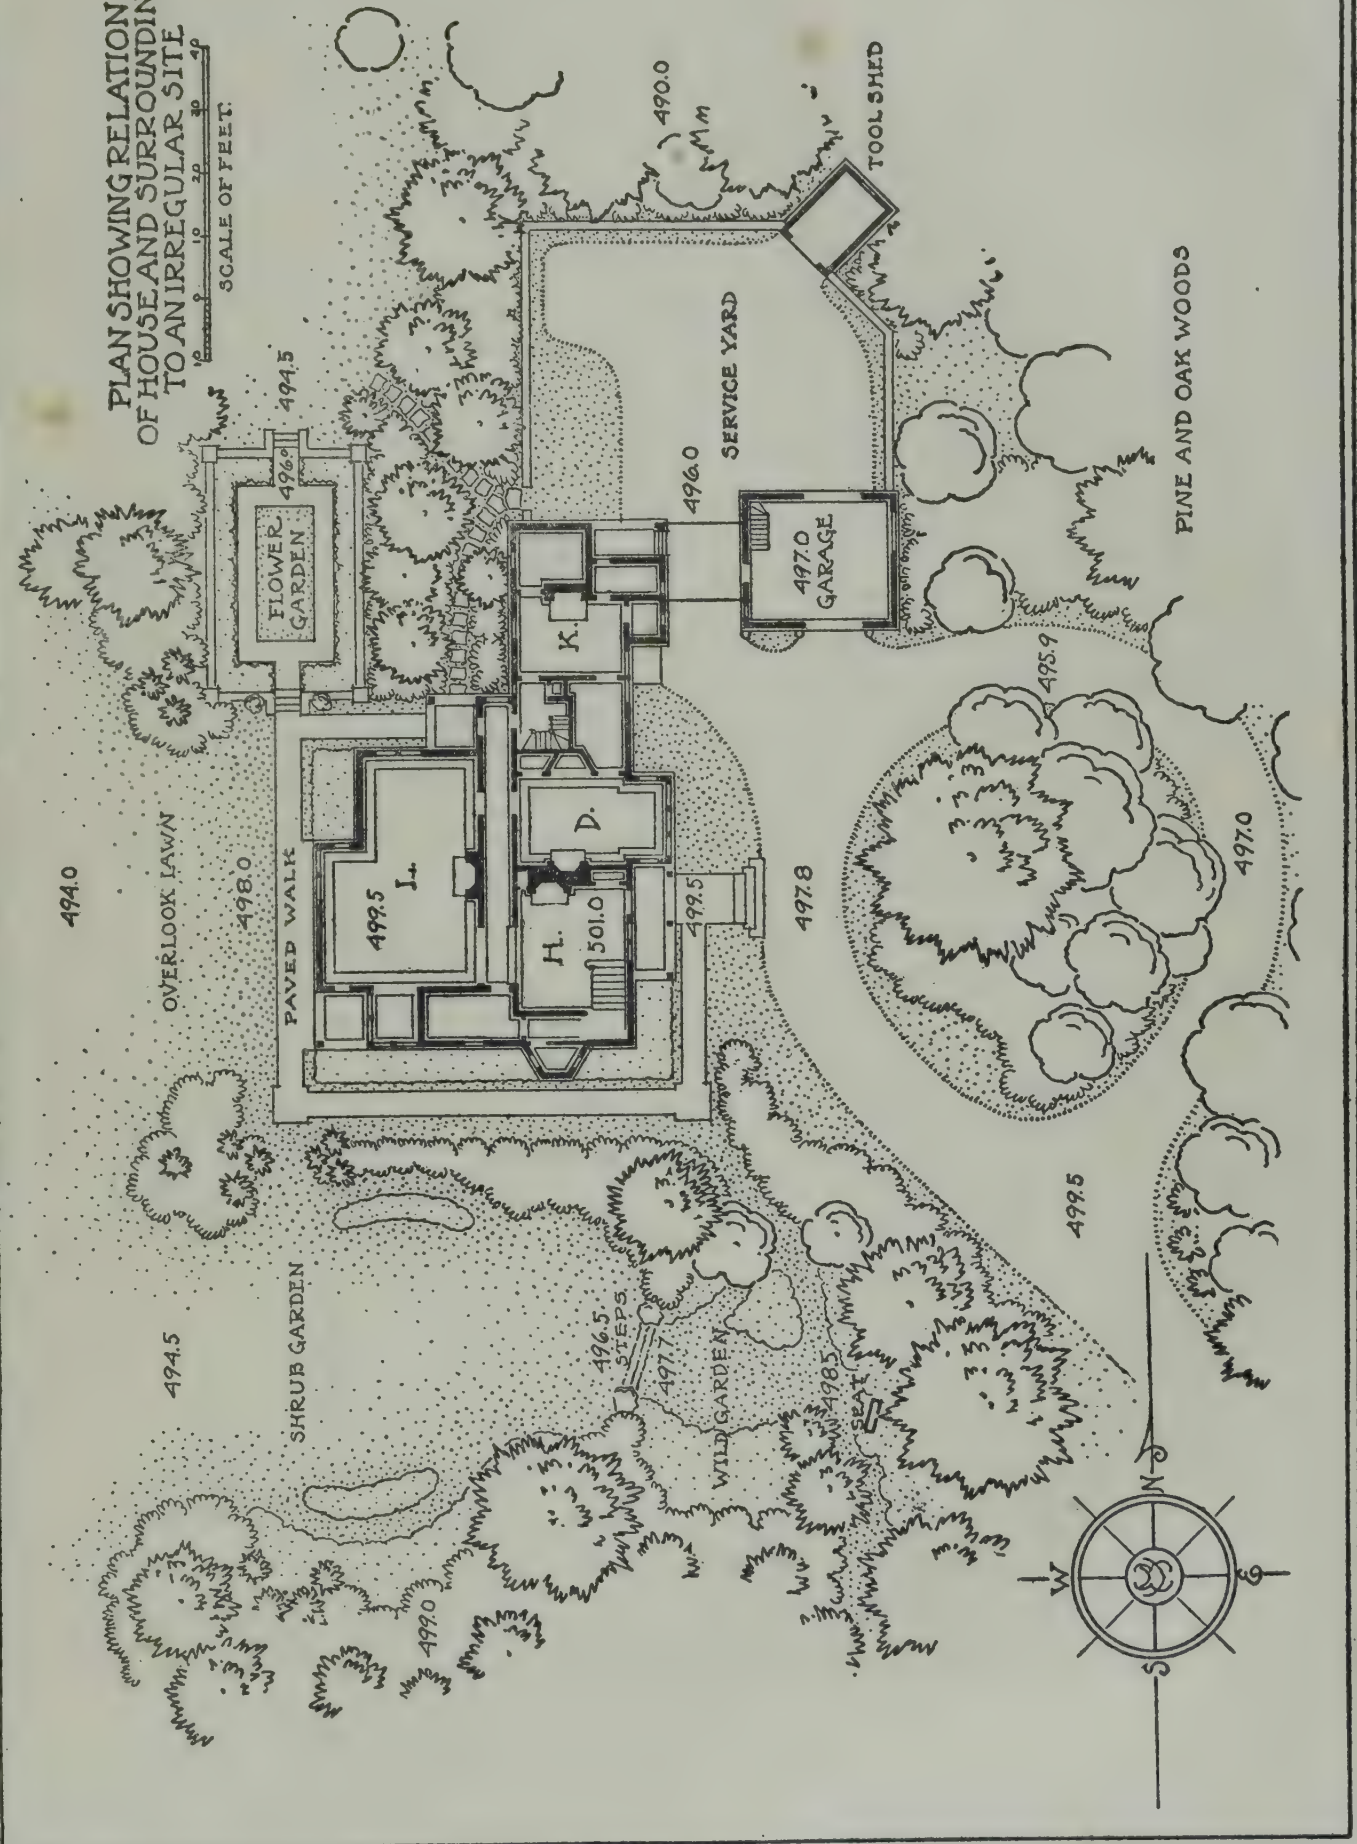 PLAN SHOWING RELATION
OF HOUSE AND SURROUNDIN
TO AN IRREGULAR SITE
10 0 10 20 30 40
SCALE OF FEET.
494.5
496.0
FLOWER
GARDEN
490.0
TOOL SHED
SERVICE YARD
496.0
497.0
GARAGE
PINE AND OAK WOODS
495.9
497.0
494.0
OVERLOOK LAWN
498.0
PAVED WALK
499.5
L.
K.
D.
H.
501.0
499.5
497.8
499.5
494.5
SHRUB GARDEN
496.5
STEPS
497.7
WILD GARDEN
498.5
SEAT
499.0
N
W
E
S